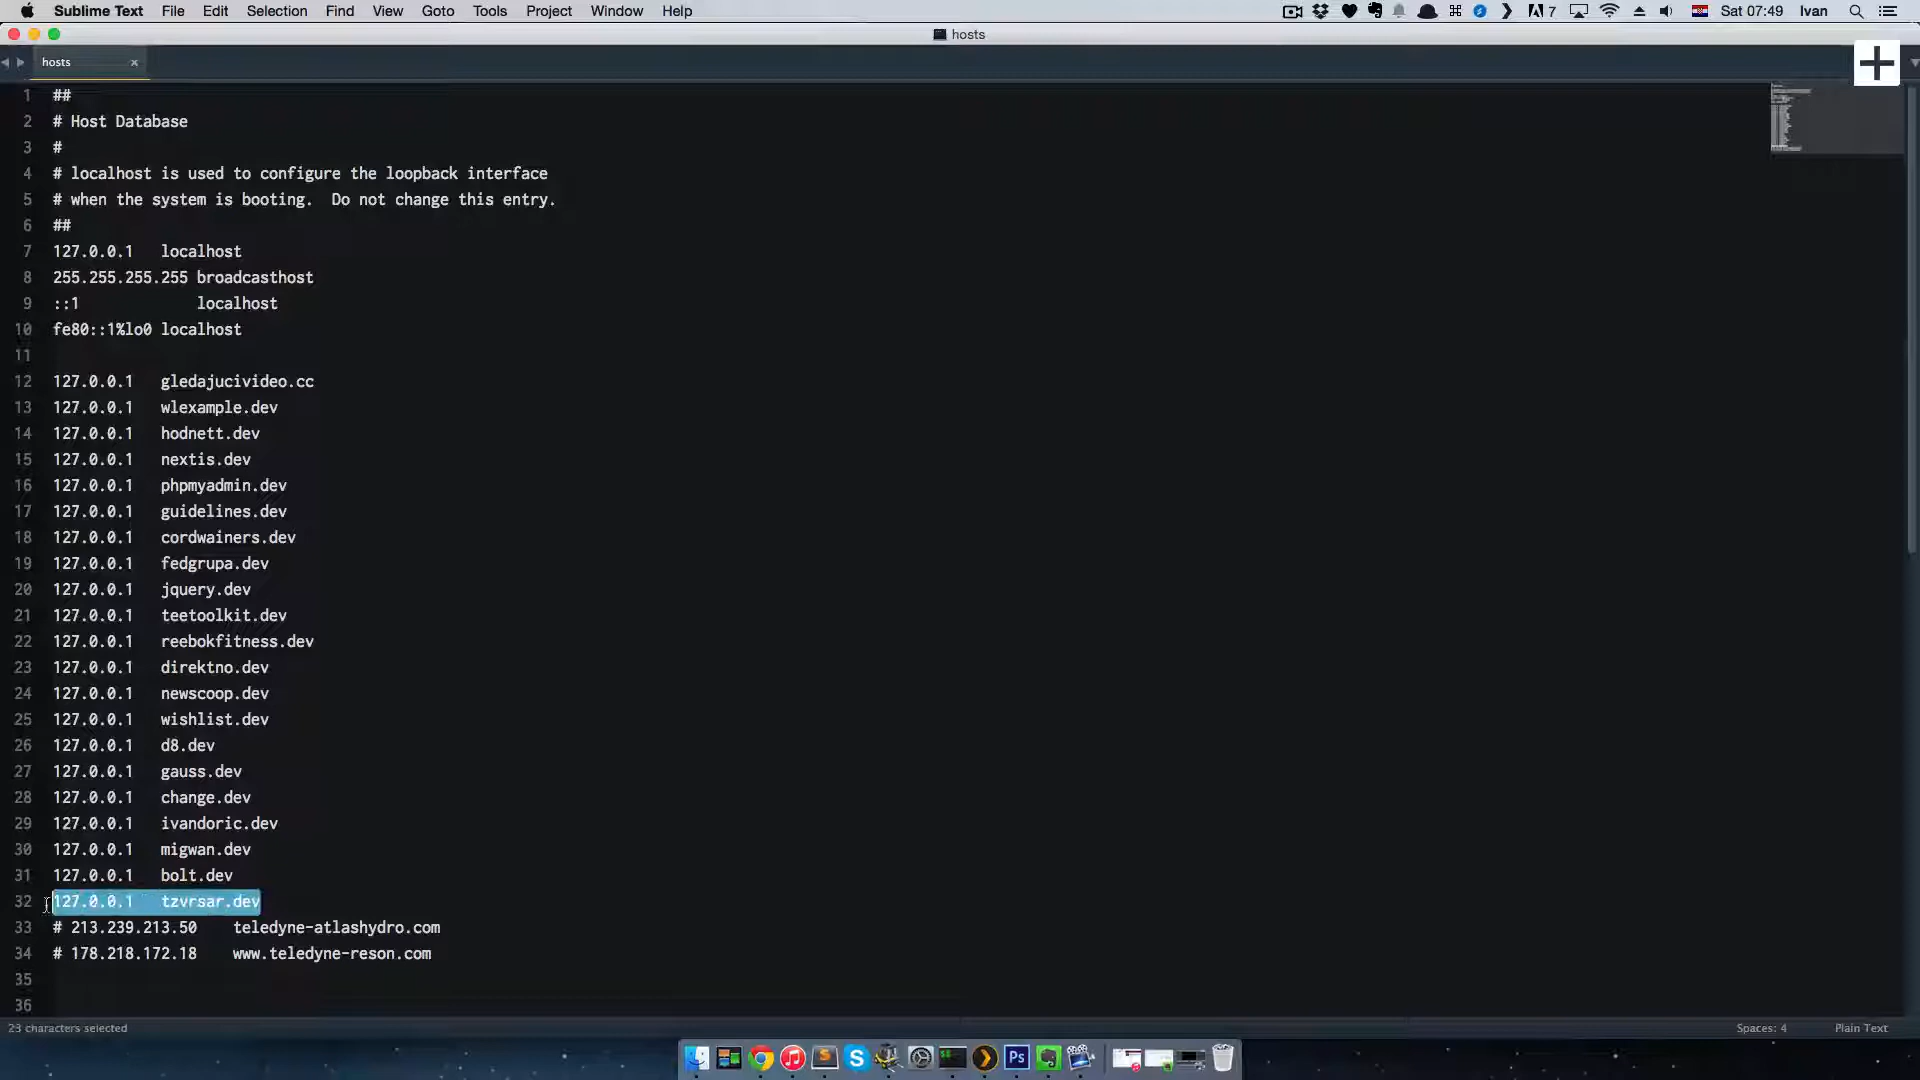 Sublime Text File Edit Selection Find View Goto Tools Project Window Help 7 Sat 07:49 Ivan
hosts
hosts
1 ##
2 # Host Database
3 #
4 # localhost is used to configure the loopback interface
5 # when the system is booting.  Do not change this entry.
6 ##
7 127.0.0.1 localhost
8 255.255.255.255 broadcasthost
9 ::1 localhost
10 fe80::1%lo0 localhost
11
12 127.0.0.1 gledajucivideo.cc
13 127.0.0.1 wlexample.dev
14 127.0.0.1 hodnett.dev
15 127.0.0.1 nextis.dev
16 127.0.0.1 phpmyadmin.dev
17 127.0.0.1 guidelines.dev
18 127.0.0.1 cordwainers.dev
19 127.0.0.1 fedgrupa.dev
20 127.0.0.1 jquery.dev
21 127.0.0.1 teetoolkit.dev
22 127.0.0.1 reebokfitness.dev
23 127.0.0.1 direktno.dev
24 127.0.0.1 newscoop.dev
25 127.0.0.1 wishlist.dev
26 127.0.0.1 d8.dev
27 127.0.0.1 gauss.dev
28 127.0.0.1 change.dev
29 127.0.0.1 ivandoric.dev
30 127.0.0.1 migwan.dev
31 127.0.0.1 bolt.dev
32 127.0.0.1 tzvrsar.dev
33 # 213.239.213.50 teledyne-atlashydro.com
34 # 178.218.172.18 www.teledyne-reson.com
35
36
23 characters selected Spaces: 4 Plain Text
Ps